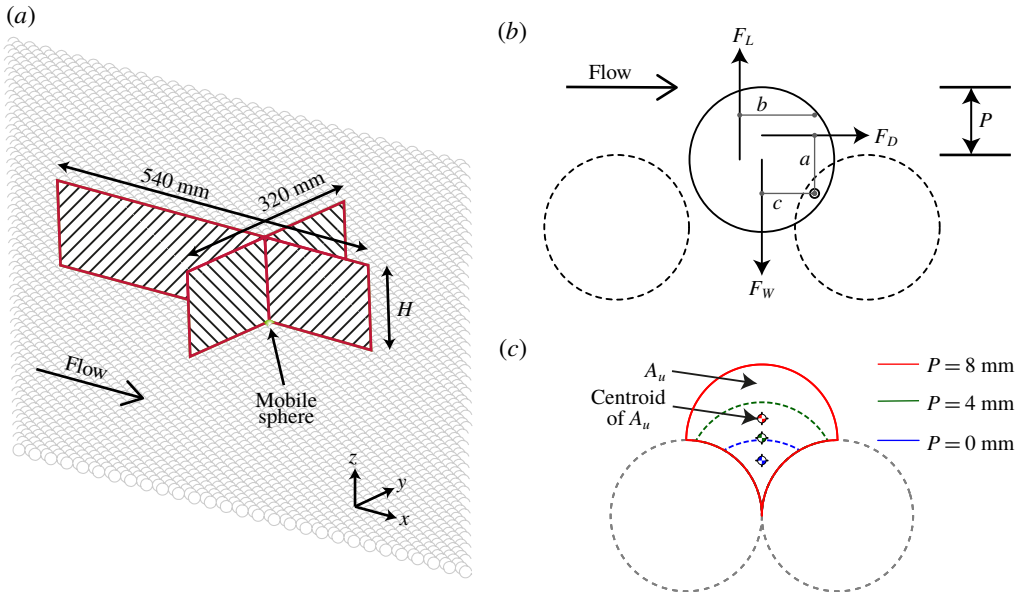 (a)
540 mm
320 mm
H
Flow
Mobile
sphere
z
y
x
(b)
F_L
Flow
b
P
F_D
a
c
F_W
(c)
A_u
Centroid
of A_u
P = 8 mm
P = 4 mm
P = 0 mm